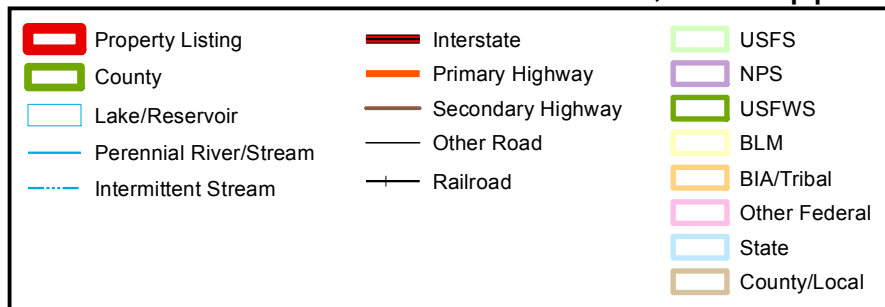 Property Listing
County
Lake/Reservoir
Perennial River/Stream
Intermittent Stream
Interstate
Primary Highway
Secondary Highway
Other Road
Railroad
USFS
NPS
USFWS
BLM
BIA/Tribal
Other Federal
State
County/Local